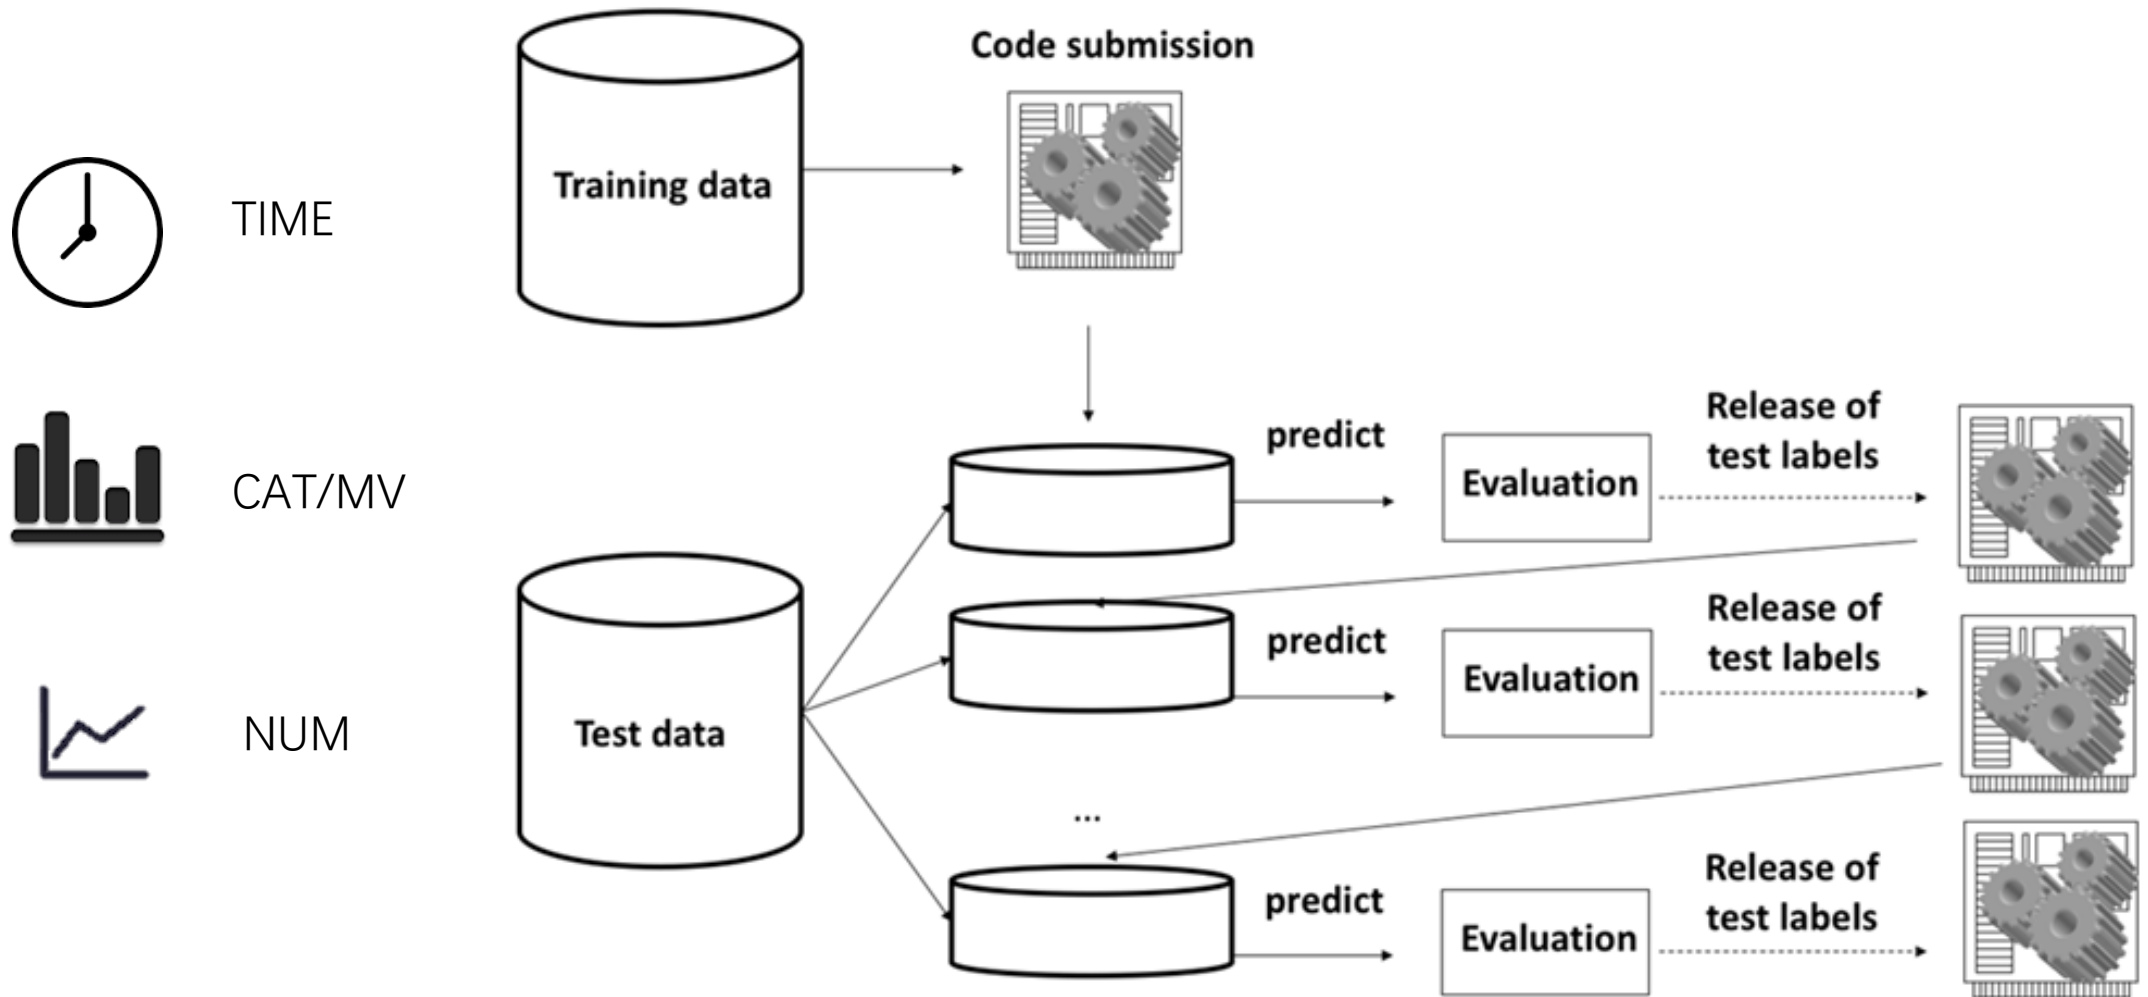 Code submission
Training data
TIME
CAT/MV
NUM
Test data
predict
Evaluation
Release of
test labels
predict
Evaluation
Release of
test labels
...
predict
Evaluation
Release of
test labels